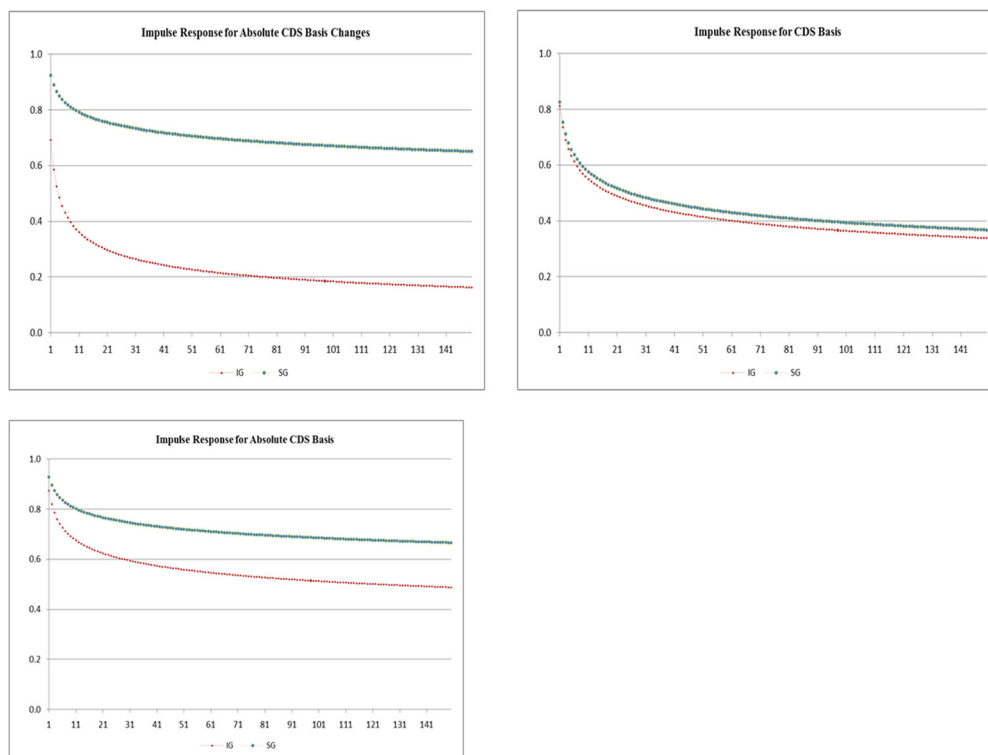 Impulse Response for Absolute CDS Basis Changes
1.0
0.8
0.6
0.4
0.2
0.0
1 11 21 31 41 51 61 71 81 91 101 111 121 131 141
IG SG
Impulse Response for CDS Basis
1.0
0.8
0.6
0.4
0.2
0.0
1 11 21 31 41 51 61 71 81 91 101 111 121 131 141
IG SG
Impulse Response for Absolute CDS Basis
1.0
0.8
0.6
0.4
0.2
0.0
1 11 21 31 41 51 61 71 81 91 101 111 121 131 141
IG SG